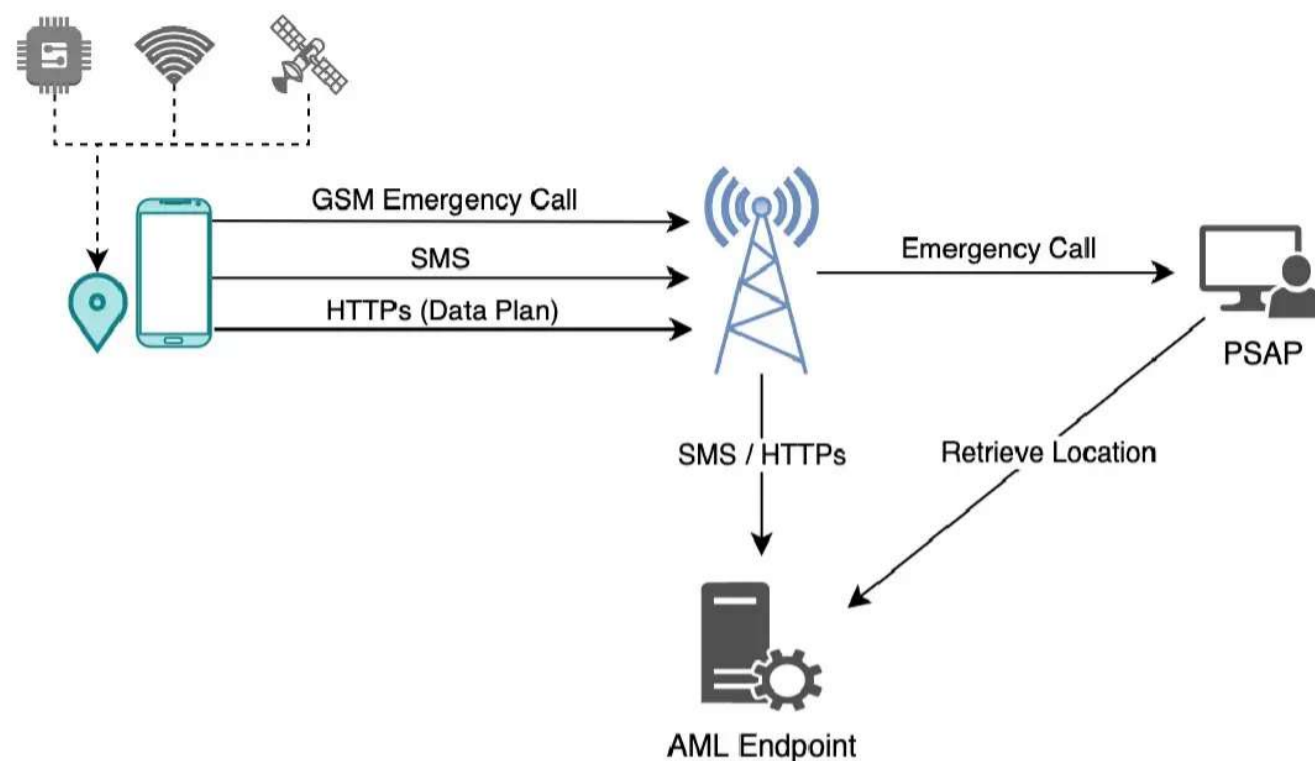 GSM Emergency Call
SMS
HTTPs (Data Plan)
Emergency Call
PSAP
SMS / HTTPs
Retrieve Location
AML Endpoint